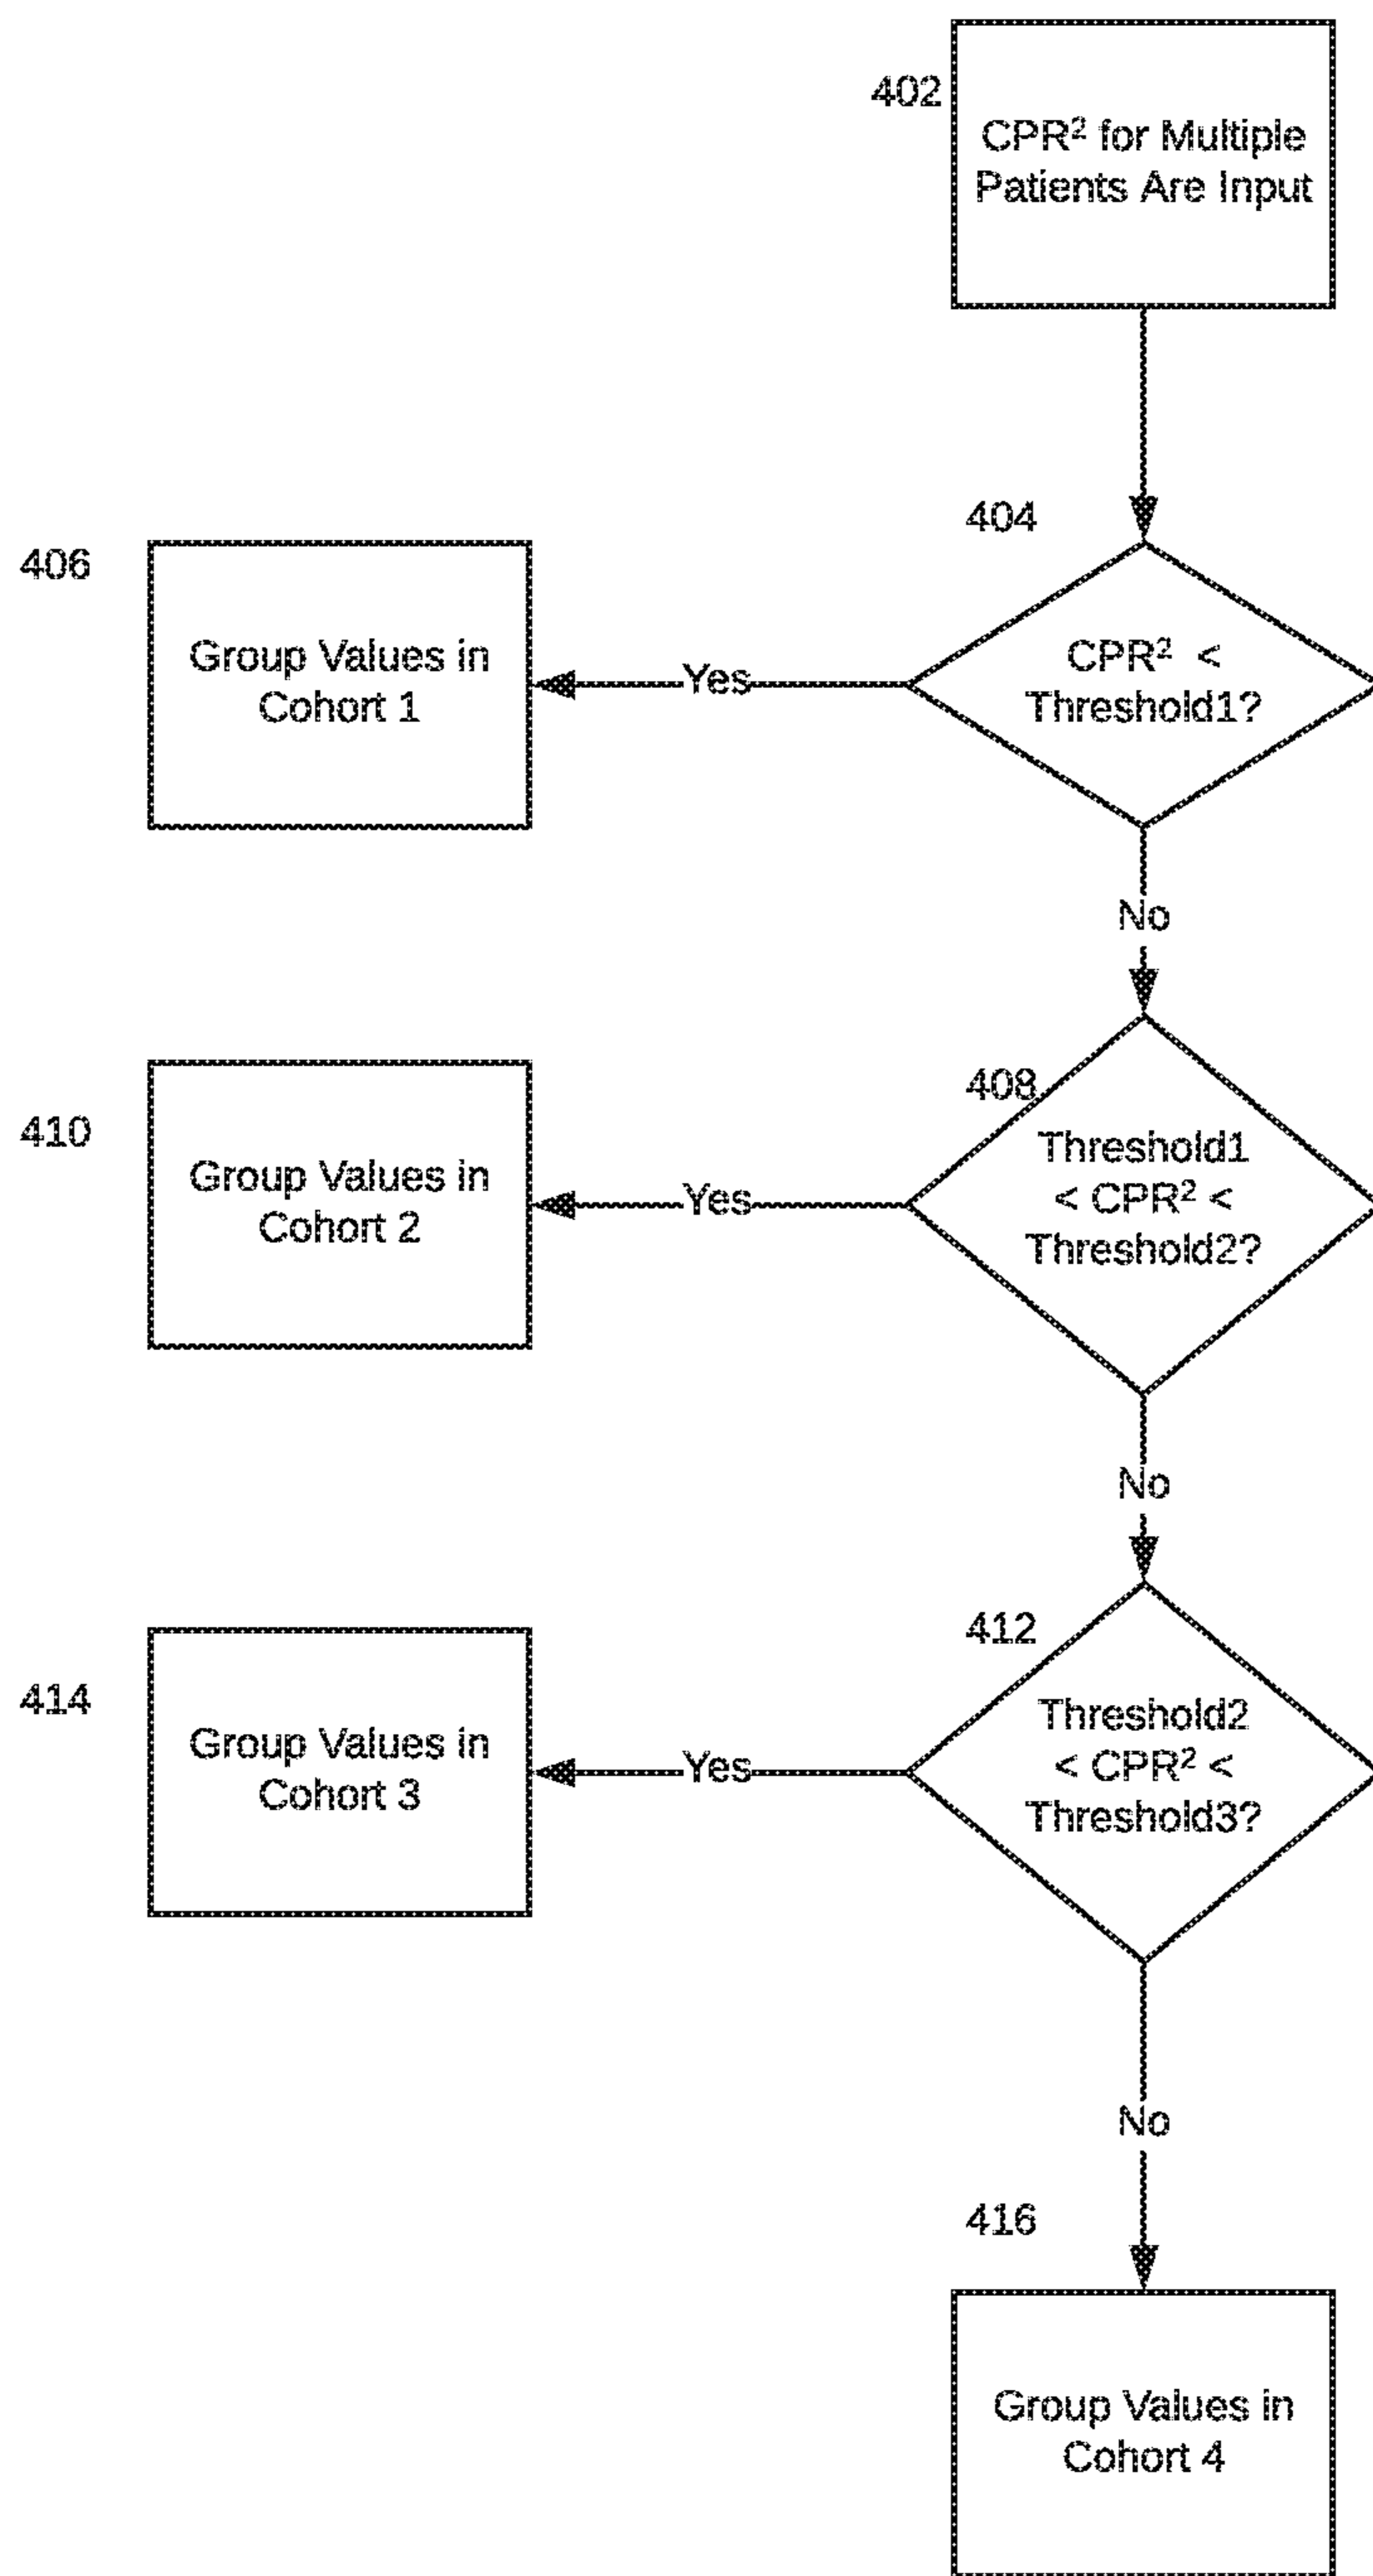 402
CPR² for Multiple
Patients Are Input
404
CPR² <
Threshold1?
Yes
406
Group Values in
Cohort 1
No
408
Threshold1
< CPR² <
Threshold2?
Yes
410
Group Values in
Cohort 2
No
412
Threshold2
< CPR² <
Threshold3?
Yes
414
Group Values in
Cohort 3
No
416
Group Values in
Cohort 4